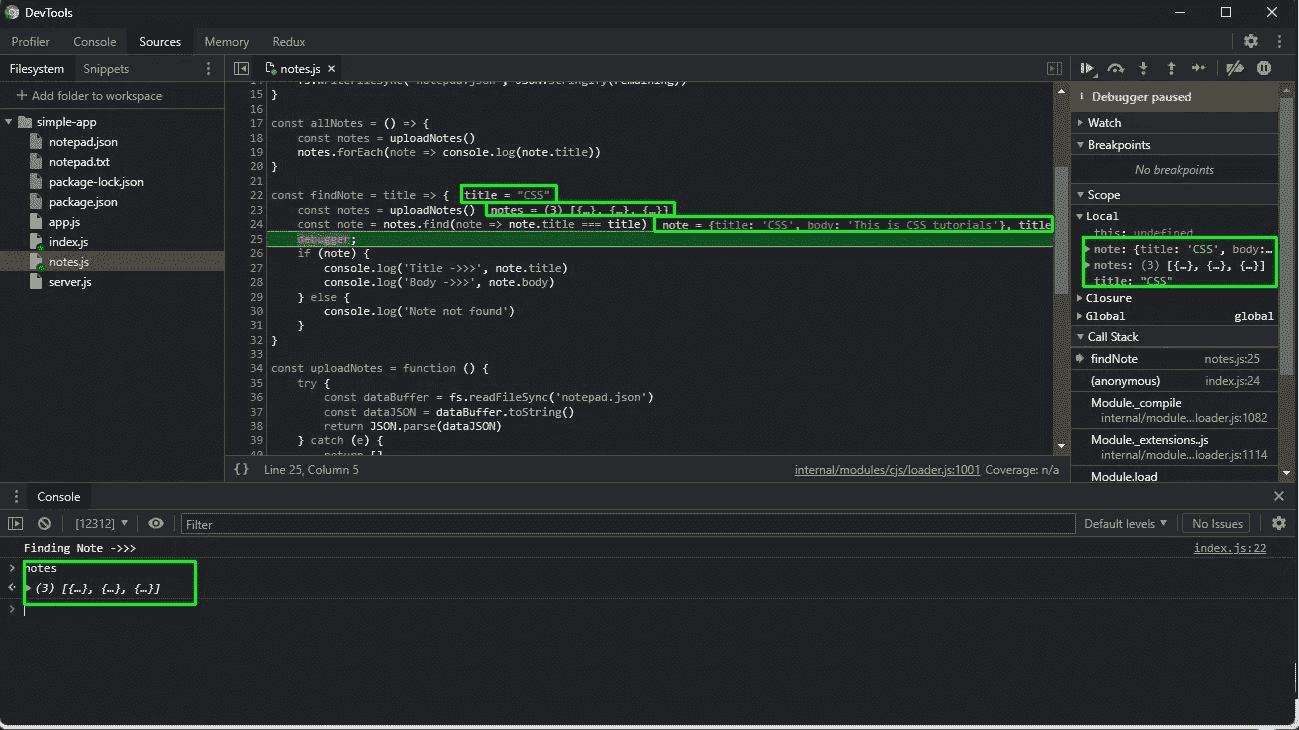 DevTools
Profiler Console Sources Memory Redux
Filesystem Snippets
+ Add folder to workspace
simple-app
notepad.json
notepad.txt
package-lock.json
package.json
app.js
index.js
notes.js
server.js
notes.js ×
15 }
16
17 const allNotes = () => {
18 const notes = uploadNotes()
19 notes.forEach(note => console.log(note.title))
20 }
21
22 const findNote = title => { title = "CSS"
23 const notes = uploadNotes() notes = (3) [{…}, {…}, {…}]
24 const note = notes.find(note => note.title === title) note = {title: 'CSS', body: 'This is CSS tutorials'}, title
25 debugger;
26 if (note) {
27 console.log('Title ->>>', note.title)
28 console.log('Body ->>>', note.body)
29 } else {
30 console.log('Note not found')
31 }
32 }
33
34 const uploadNotes = function () {
35 try {
36 const dataBuffer = fs.readFileSync('notepad.json')
37 const dataJSON = dataBuffer.toString()
38 return JSON.parse(dataJSON)
39 } catch (e) {
{} Line 25, Column 5
internal/modules/cjs/loader.js:1001 Coverage: n/a
Debugger paused
Watch
Breakpoints
No breakpoints
Scope
Local
this: undefined
note: {title: 'CSS', body:…
notes: (3) [{…}, {…}, {…}]
title: "CSS"
Closure
Global global
Call Stack
findNote notes.js:25
(anonymous) index.js:24
Module._compile
internal/module...loader.js:1082
Module._extensions..js
internal/module...loader.js:1114
Module.load
Console
[12312] Filter Default levels No Issues
Finding Note ->>> index.js:22
notes
(3) [{…}, {…}, {…}]